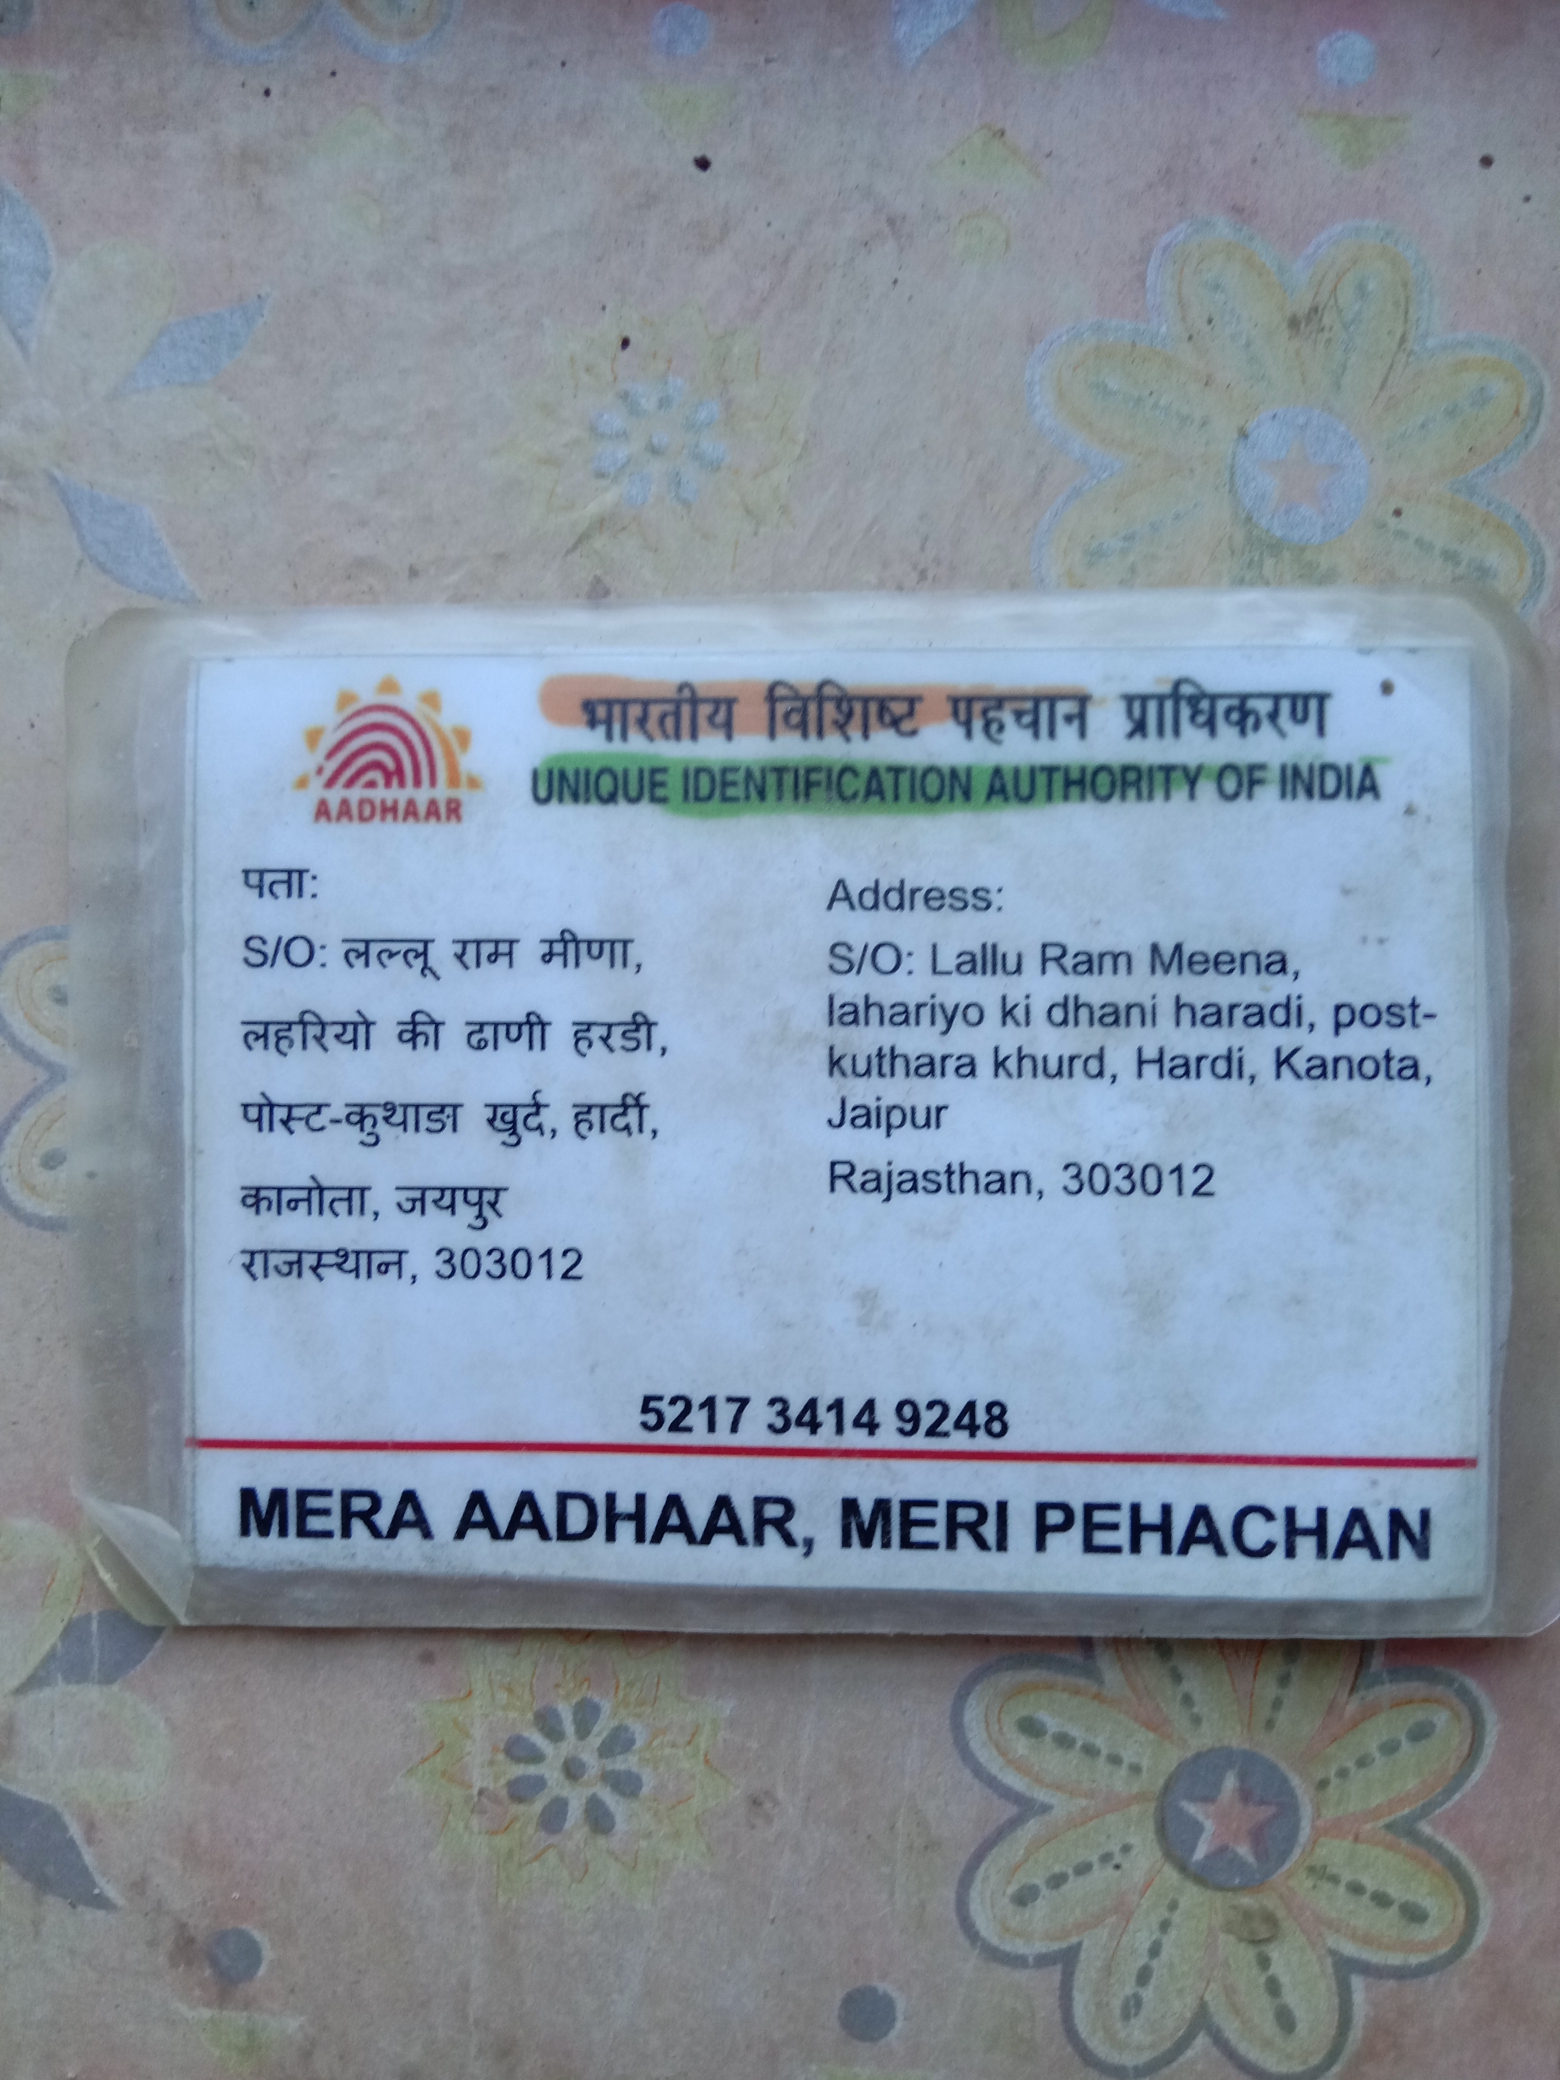 भारतीय विशिष्ट पहचान प्राधिकरण
UNIQUE IDENTIFICATION AUTHORITY OF INDIA
AADHAAR
पता:
S/O: लल्लू राम मीणा,
लहरियो की ढाणी हरडी,
पोस्ट-कुथाडा खुर्द, हार्दी,
कानोता, जयपुर
राजस्थान, 303012
Address:
S/O: Lallu Ram Meena,
lahariyo ki dhani haradi, post-
kuthara khurd, Hardi, Kanota,
Jaipur
Rajasthan, 303012
5217 3414 9248
MERA AADHAAR, MERI PEHACHAN